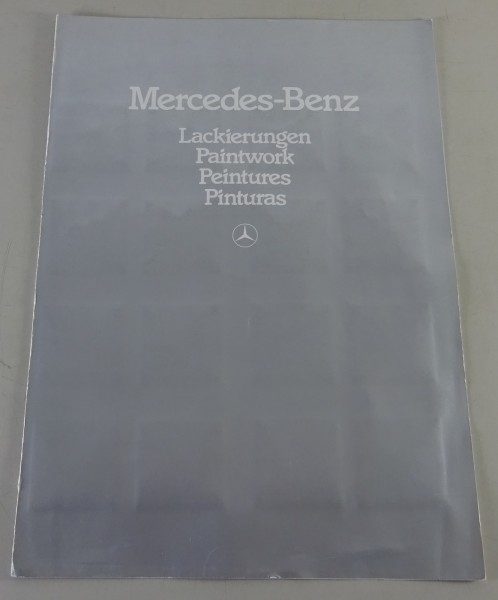 Mercedes-Benz
Lackierungen
Paintwork
Peintures
Pinturas